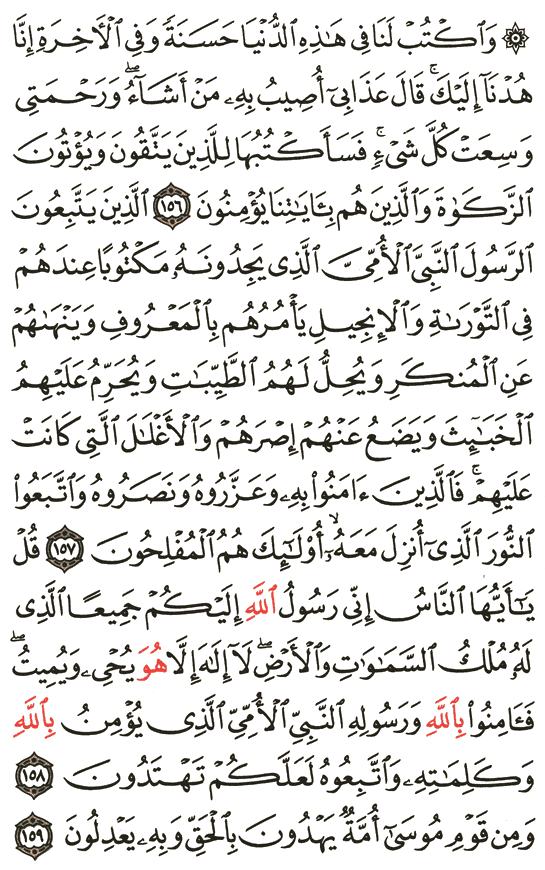 ۞ وَٱكۡتُبۡ لَنَا فِي هَٰذِهِ ٱلدُّنۡيَا حَسَنَةٗ وَفِي ٱلۡأٓخِرَةِ إِنَّا
هُدۡنَآ إِلَيۡكَۚ قَالَ عَذَابِيٓ أُصِيبُ بِهِۦ مَنۡ أَشَآءُۖ وَرَحۡمَتِي
وَسِعَتۡ كُلَّ شَيۡءٖۚ فَسَأَكۡتُبُهَا لِلَّذِينَ يَتَّقُونَ وَيُؤۡتُونَ
ٱلزَّكَوٰةَ وَٱلَّذِينَ هُم بِـَٔايَٰتِنَا يُؤۡمِنُونَ ١٥٦ ٱلَّذِينَ يَتَّبِعُونَ
ٱلرَّسُولَ ٱلنَّبِيَّ ٱلۡأُمِّيَّ ٱلَّذِي يَجِدُونَهُۥ مَكۡتُوبًا عِندَهُمۡ
فِي ٱلتَّوۡرَىٰةِ وَٱلۡإِنجِيلِ يَأۡمُرُهُم بِٱلۡمَعۡرُوفِ وَيَنۡهَىٰهُمۡ
عَنِ ٱلۡمُنكَرِ وَيُحِلُّ لَهُمُ ٱلطَّيِّبَٰتِ وَيُحَرِّمُ عَلَيۡهِمُ
ٱلۡخَبَٰٓئِثَ وَيَضَعُ عَنۡهُمۡ إِصۡرَهُمۡ وَٱلۡأَغۡلَٰلَ ٱلَّتِي كَانَتۡ
عَلَيۡهِمۡۚ فَٱلَّذِينَ ءَامَنُواْ بِهِۦ وَعَزَّرُوهُ وَنَصَرُوهُ وَٱتَّبَعُواْ
ٱلنُّورَ ٱلَّذِيٓ أُنزِلَ مَعَهُۥٓ أُوْلَٰٓئِكَ هُمُ ٱلۡمُفۡلِحُونَ ١٥٧ قُلۡ
يَٰٓأَيُّهَا ٱلنَّاسُ إِنِّي رَسُولُ ٱللَّهِ إِلَيۡكُمۡ جَمِيعًا ٱلَّذِي
لَهُۥ مُلۡكُ ٱلسَّمَٰوَٰتِ وَٱلۡأَرۡضِۖ لَآ إِلَٰهَ إِلَّا هُوَ يُحۡيِۦ وَيُمِيتُۖ
فَـَٔامِنُواْ بِٱللَّهِ وَرَسُولِهِ ٱلنَّبِيِّ ٱلۡأُمِّيِّ ٱلَّذِي يُؤۡمِنُ بِٱللَّهِ
وَكَلِمَٰتِهِۦ وَٱتَّبِعُوهُ لَعَلَّكُمۡ تَهۡتَدُونَ ١٥٨
وَمِن قَوۡمِ مُوسَىٰٓ أُمَّةٞ يَهۡدُونَ بِٱلۡحَقِّ وَبِهِۦ يَعۡدِلُونَ ١٥٩